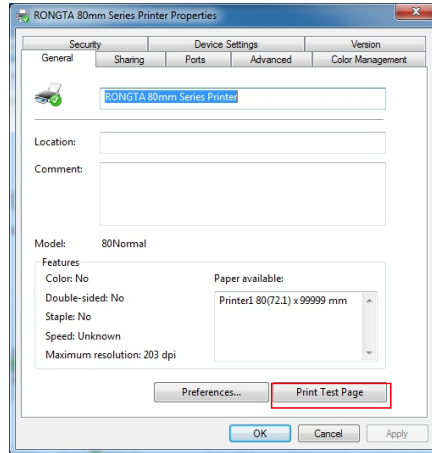 RONGTA 80mm Series Printer Properties
Security Device Settings Version
General Sharing Ports Advanced Color Management
RONGTA 80mm Series Printer
Location:
Comment:
Model: 80Normal
Features
Color: No Paper available:
Double-sided: No Printer1 80(72.1) x 99999 mm
Staple: No
Speed: Unknown
Maximum resolution: 203 dpi
Preferences... Print Test Page
OK Cancel Apply